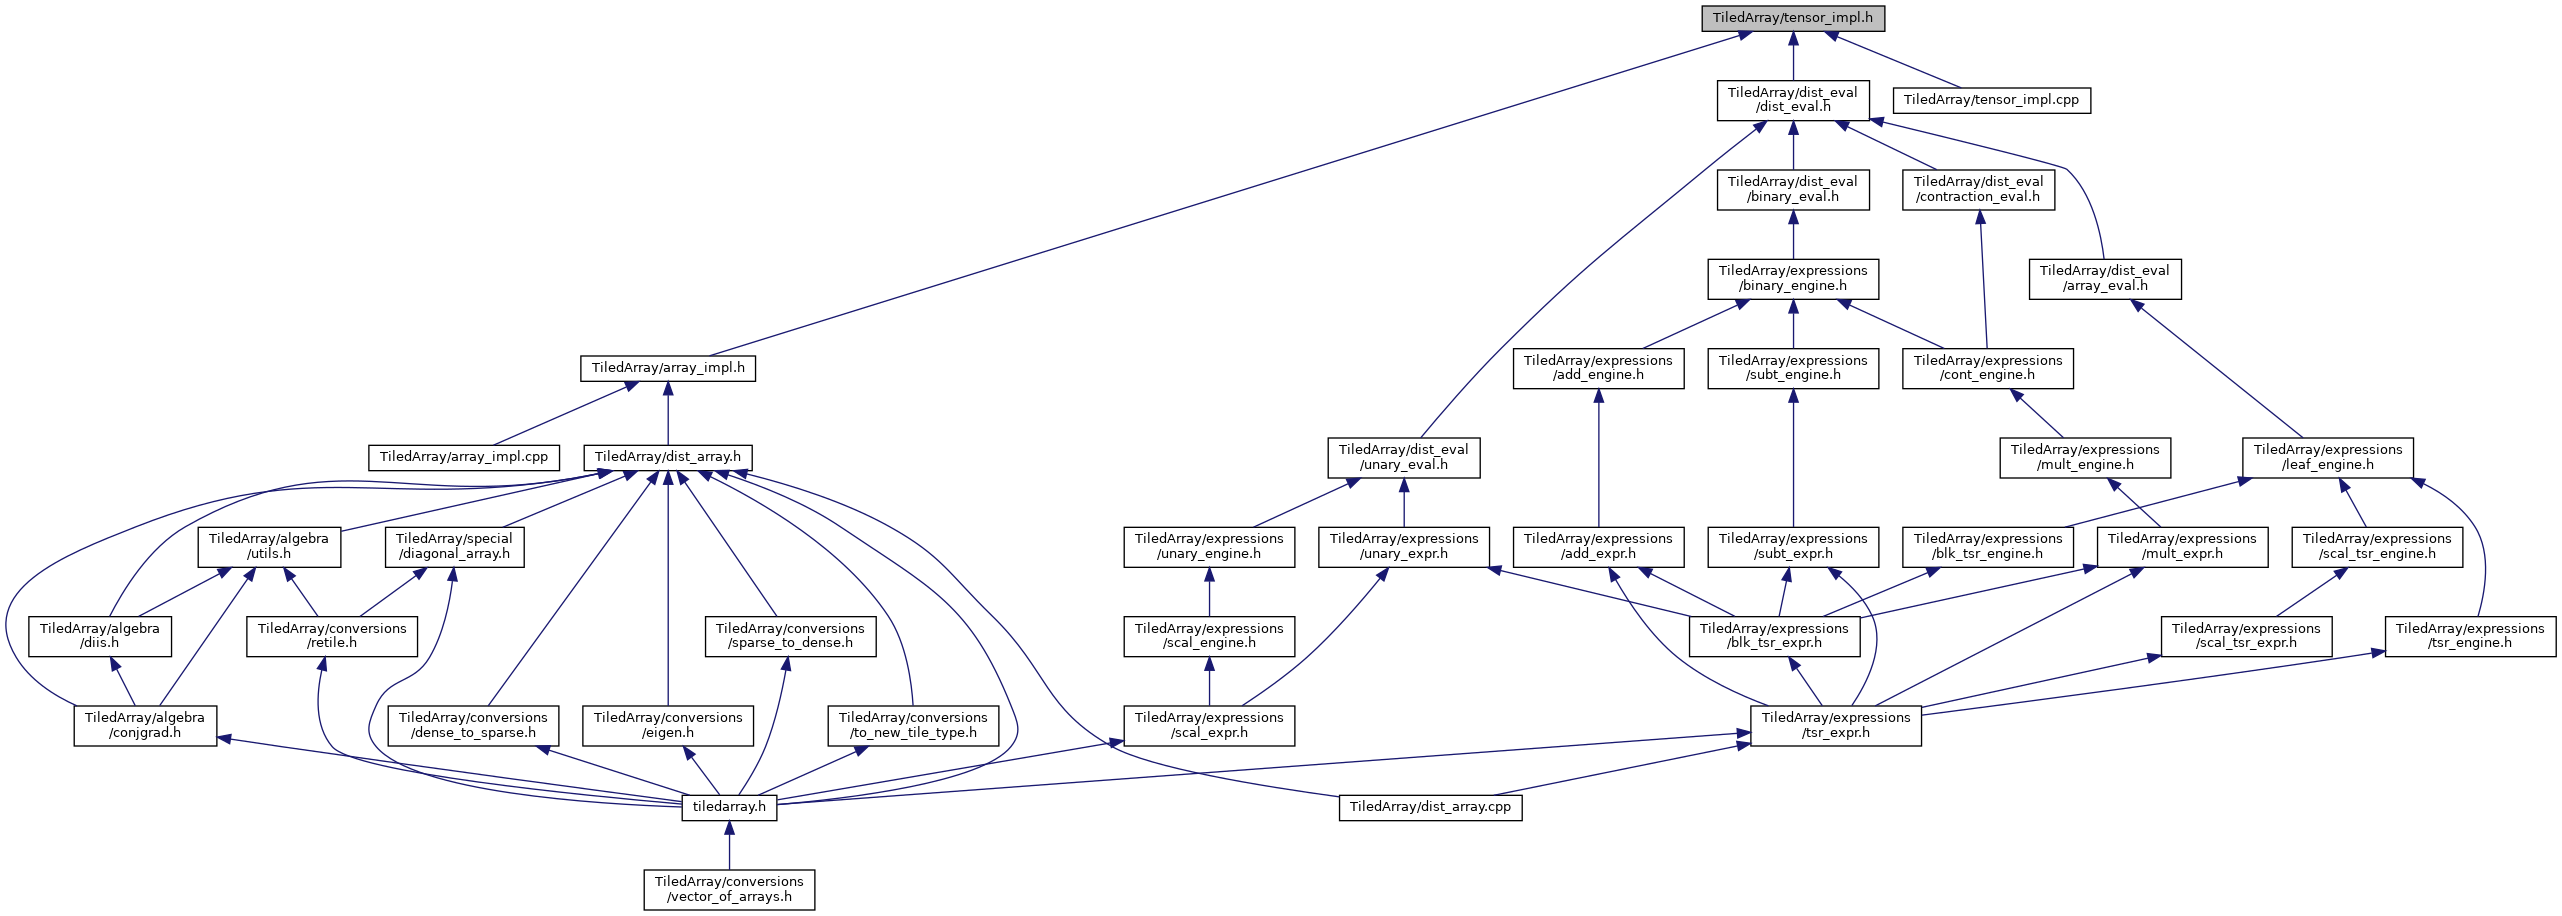 TiledArray/tensor_impl.h
TiledArray/dist_eval
/dist_eval.h
TiledArray/tensor_impl.cpp
TiledArray/dist_eval
/binary_eval.h
TiledArray/dist_eval
/contraction_eval.h
TiledArray/expressions
/binary_engine.h
TiledArray/dist_eval
/array_eval.h
TiledArray/array_impl.h
TiledArray/expressions
/add_engine.h
TiledArray/expressions
/subt_engine.h
TiledArray/expressions
/cont_engine.h
TiledArray/array_impl.cpp
TiledArray/dist_array.h
TiledArray/dist_eval
/unary_eval.h
TiledArray/expressions
/mult_engine.h
TiledArray/expressions
/leaf_engine.h
TiledArray/algebra
/utils.h
TiledArray/special
/diagonal_array.h
TiledArray/expressions
/unary_engine.h
TiledArray/expressions
/unary_expr.h
TiledArray/expressions
/add_expr.h
TiledArray/expressions
/subt_expr.h
TiledArray/expressions
/blk_tsr_engine.h
TiledArray/expressions
/mult_expr.h
TiledArray/expressions
/scal_tsr_engine.h
TiledArray/algebra
/diis.h
TiledArray/conversions
/retile.h
TiledArray/conversions
/sparse_to_dense.h
TiledArray/expressions
/scal_engine.h
TiledArray/expressions
/blk_tsr_expr.h
TiledArray/expressions
/scal_tsr_expr.h
TiledArray/expressions
/tsr_engine.h
TiledArray/algebra
/conjgrad.h
TiledArray/conversions
/dense_to_sparse.h
TiledArray/conversions
/eigen.h
TiledArray/conversions
/to_new_tile_type.h
TiledArray/expressions
/scal_expr.h
TiledArray/expressions
/tsr_expr.h
tiledarray.h
TiledArray/dist_array.cpp
TiledArray/conversions
/vector_of_arrays.h